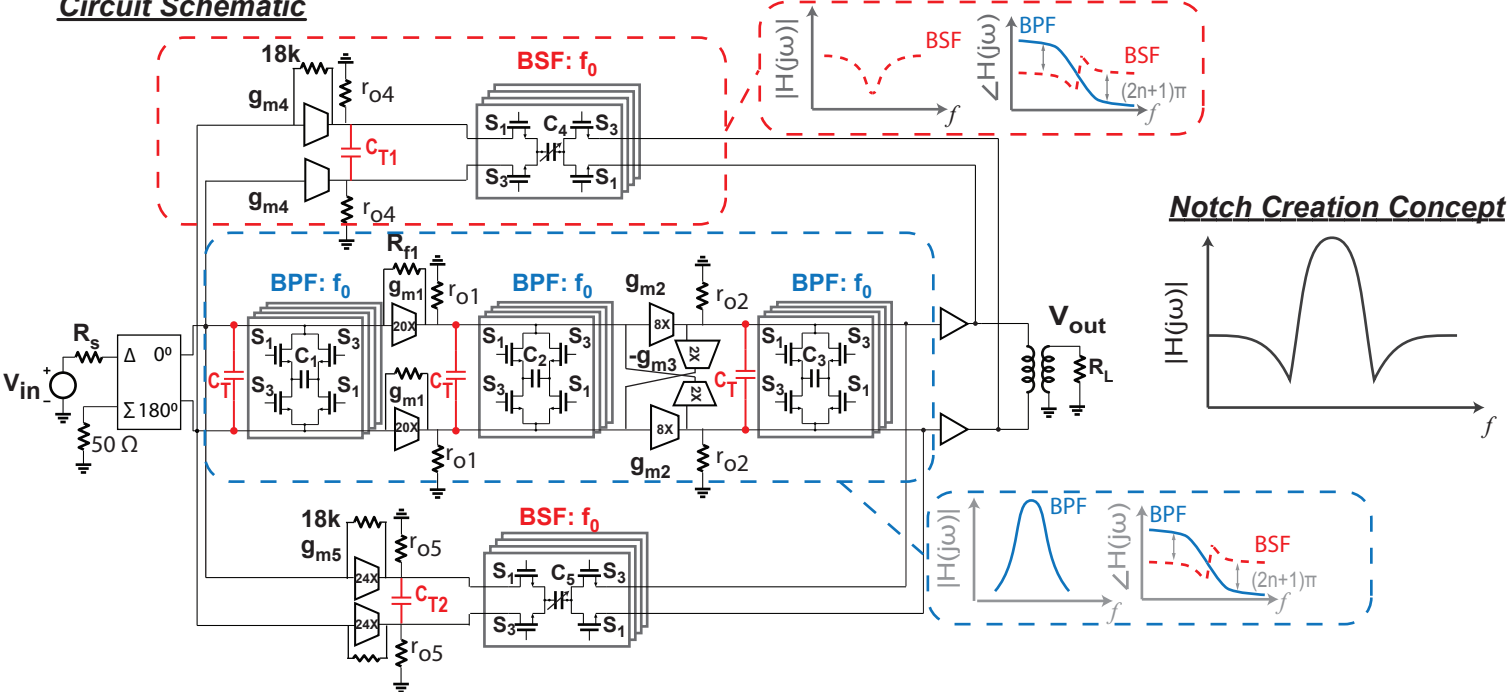 Circuit Schematic
18k
gm4
ro4
CT1
gm4
ro4
BSF: f0
S1
C4
S3
S3
S1
|H(jω)|
BSF
f
∠H(jω)
BPF
BSF
(2n+1)π
f
Notch Creation Concept
|H(jω)|
f
Rs
Vin
+
-
Δ 0º
Σ 180º
50 Ω
CT
BPF: f0
S1
S3
C1
S3
S1
Rf1
gm1
20X
ro1
gm1
20X
ro1
CT
BPF: f0
S1
S3
C2
S3
S1
gm2
8X
ro2
-gm3
2X
2X
8X
gm2
ro2
CT
BPF: f0
S1
S3
C3
S3
S1
Vout
RL
18k
gm5
24X
ro5
CT2
24X
ro5
BSF: f0
S1
C5
S3
S3
S1
|H(jω)|
BPF
f
∠H(jω)
BPF
BSF
(2n+1)π
f